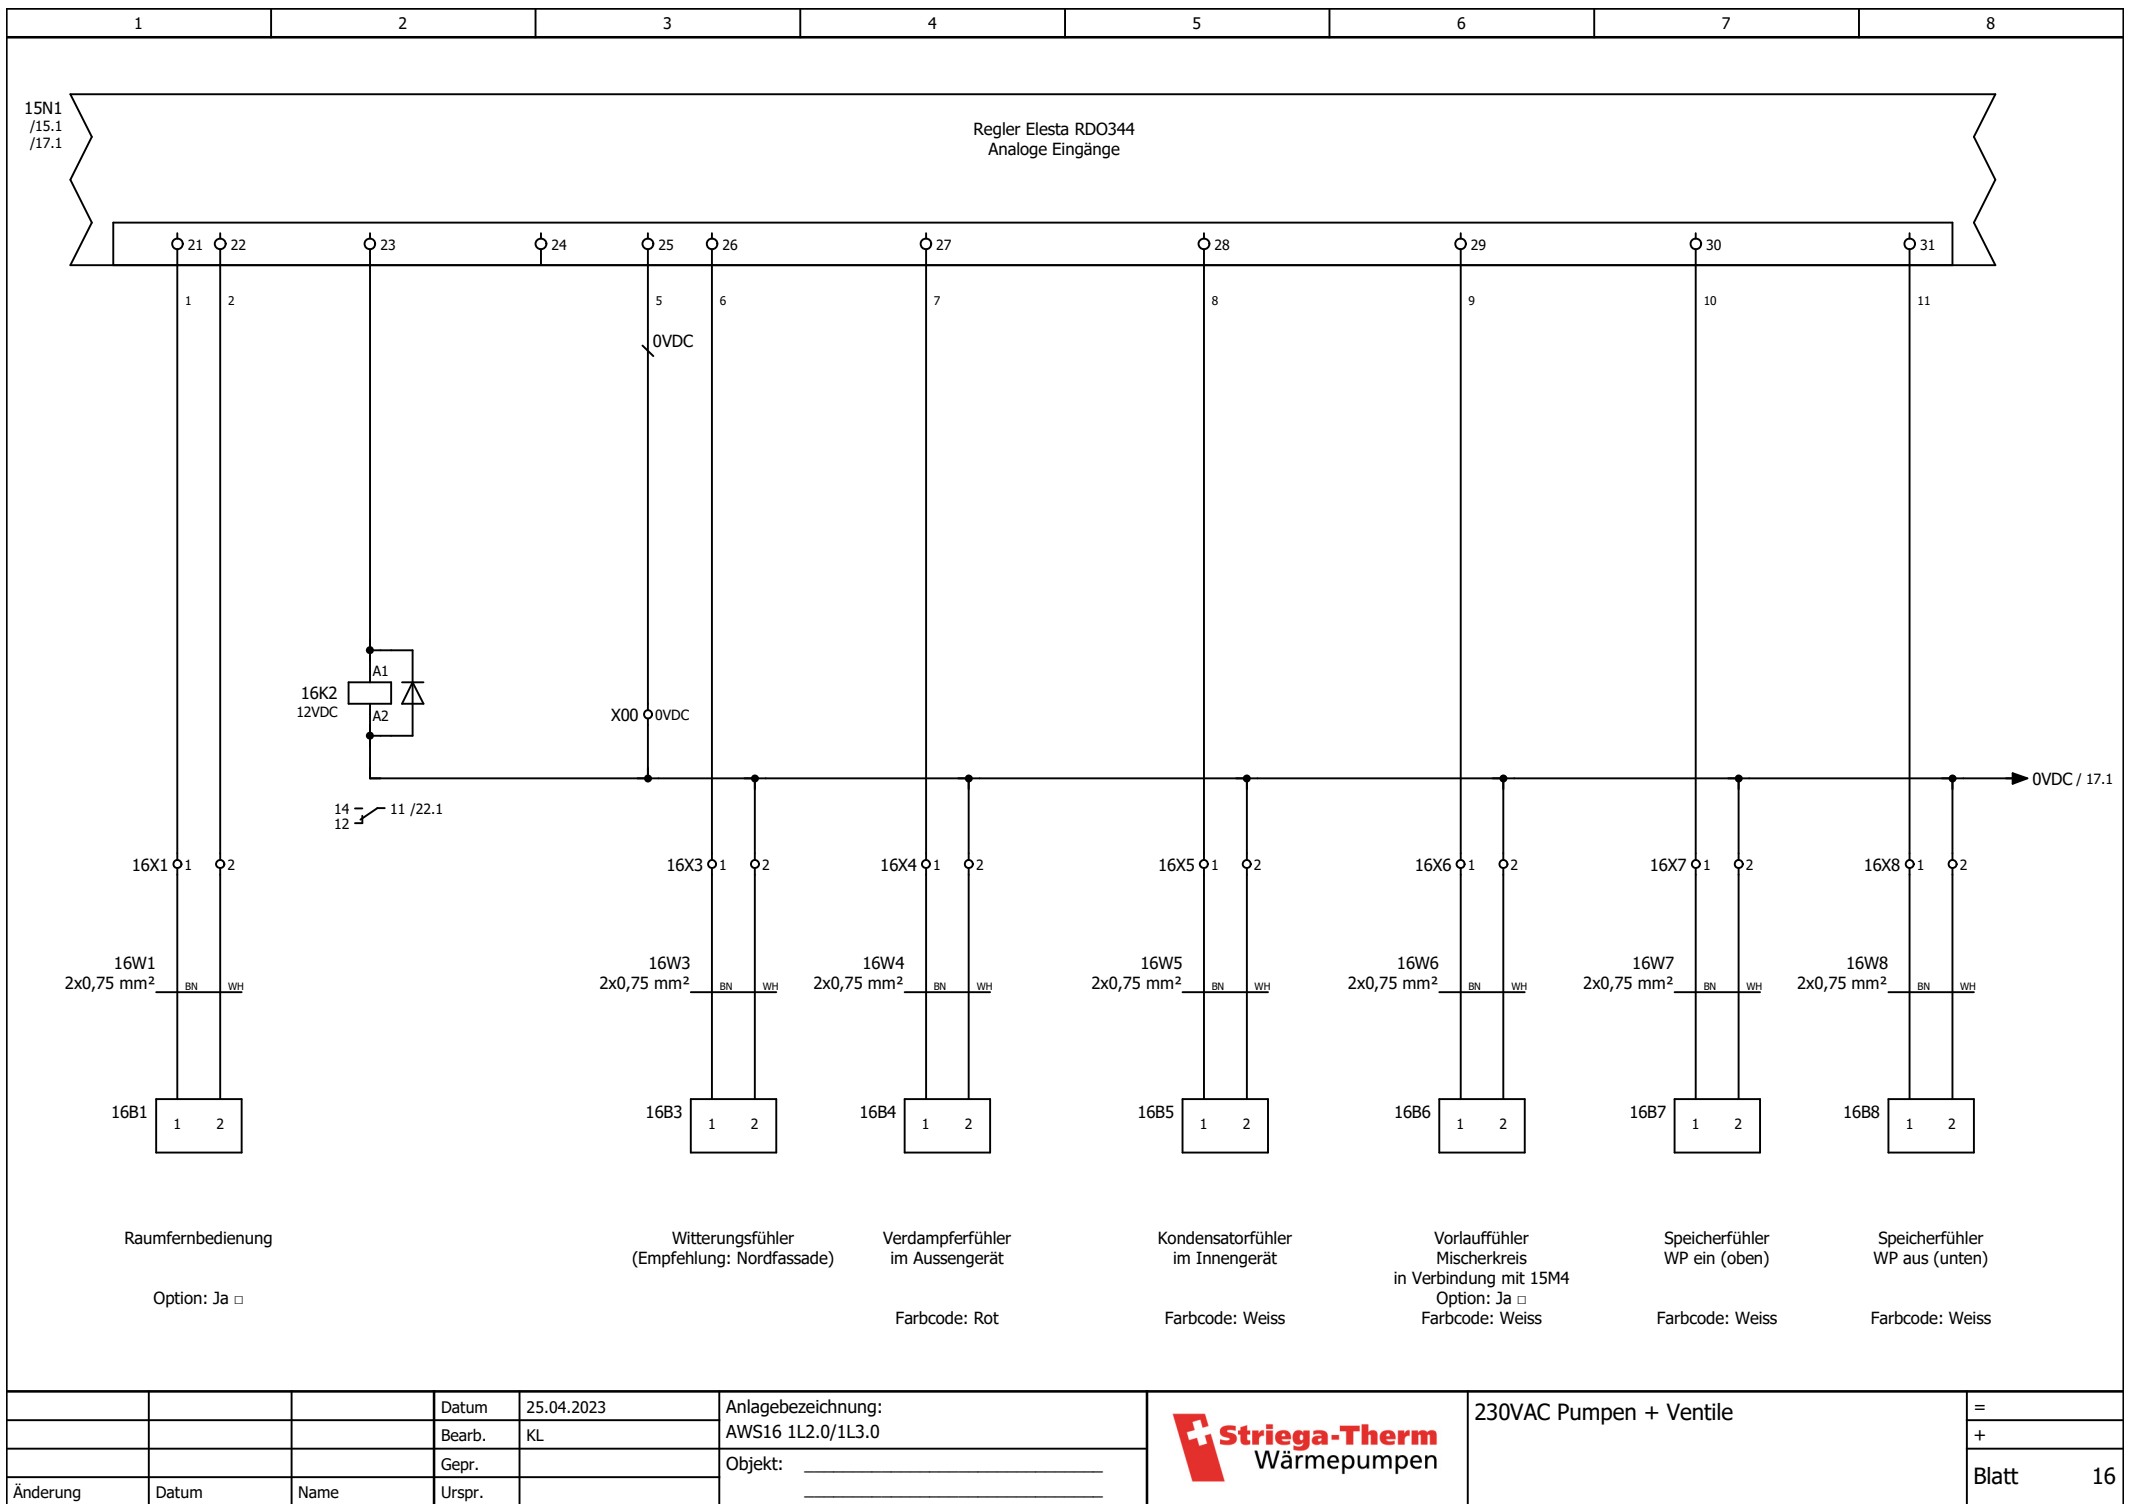 1 2 3 4 5 6 7 8
15N1
/15.1
/17.1
Regler Elesta RDO344
Analoge Eingänge
21 22 23 24 25 26 27 28 29 30 31
1 2 5 6 7 8 9 10 11
0VDC
A1
16K2
12VDC
A2
X00 0VDC
0VDC / 17.1
14 11 /22.1
12
16X1 1 2 16X3 1 2 16X4 1 2 16X5 1 2 16X6 1 2 16X7 1 2 16X8 1 2
16W1 16W3 16W4 16W5 16W6 16W7 16W8
2x0,75 mm² 2x0,75 mm² 2x0,75 mm² 2x0,75 mm² 2x0,75 mm² 2x0,75 mm² 2x0,75 mm²
BN WH BN WH BN WH BN WH BN WH BN WH BN WH
16B1 16B3 16B4 16B5 16B6 16B7 16B8
1 2 1 2 1 2 1 2 1 2 1 2 1 2
Raumfernbedienung
Option: Ja □
Witterungsfühler
(Empfehlung: Nordfassade)
Verdampferfühler
im Aussengerät
Farbcode: Rot
Kondensatorfühler
im Innengerät
Farbcode: Weiss
Vorlauffühler
Mischerkreis
in Verbindung mit 15M4
Option: Ja □
Farbcode: Weiss
Speicherfühler
WP ein (oben)
Farbcode: Weiss
Speicherfühler
WP aus (unten)
Farbcode: Weiss
Datum 25.04.2023
Bearb. KL
Gepr.
Änderung Datum Name Urspr.
Anlagebezeichnung:
AWS16 1L2.0/1L3.0
Objekt: ______________________________
______________________________
Striega-Therm
Wärmepumpen
230VAC Pumpen + Ventile
=
+
Blatt 16